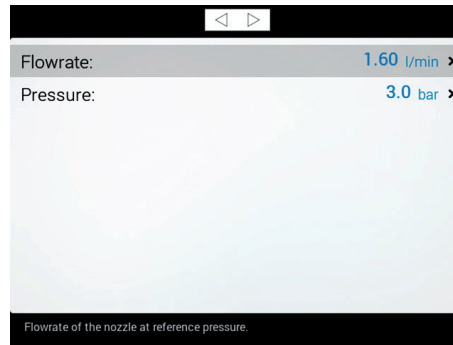 Flowrate: 1.60 l/min
Pressure: 3.0 bar
Flowrate of the nozzle at reference pressure.